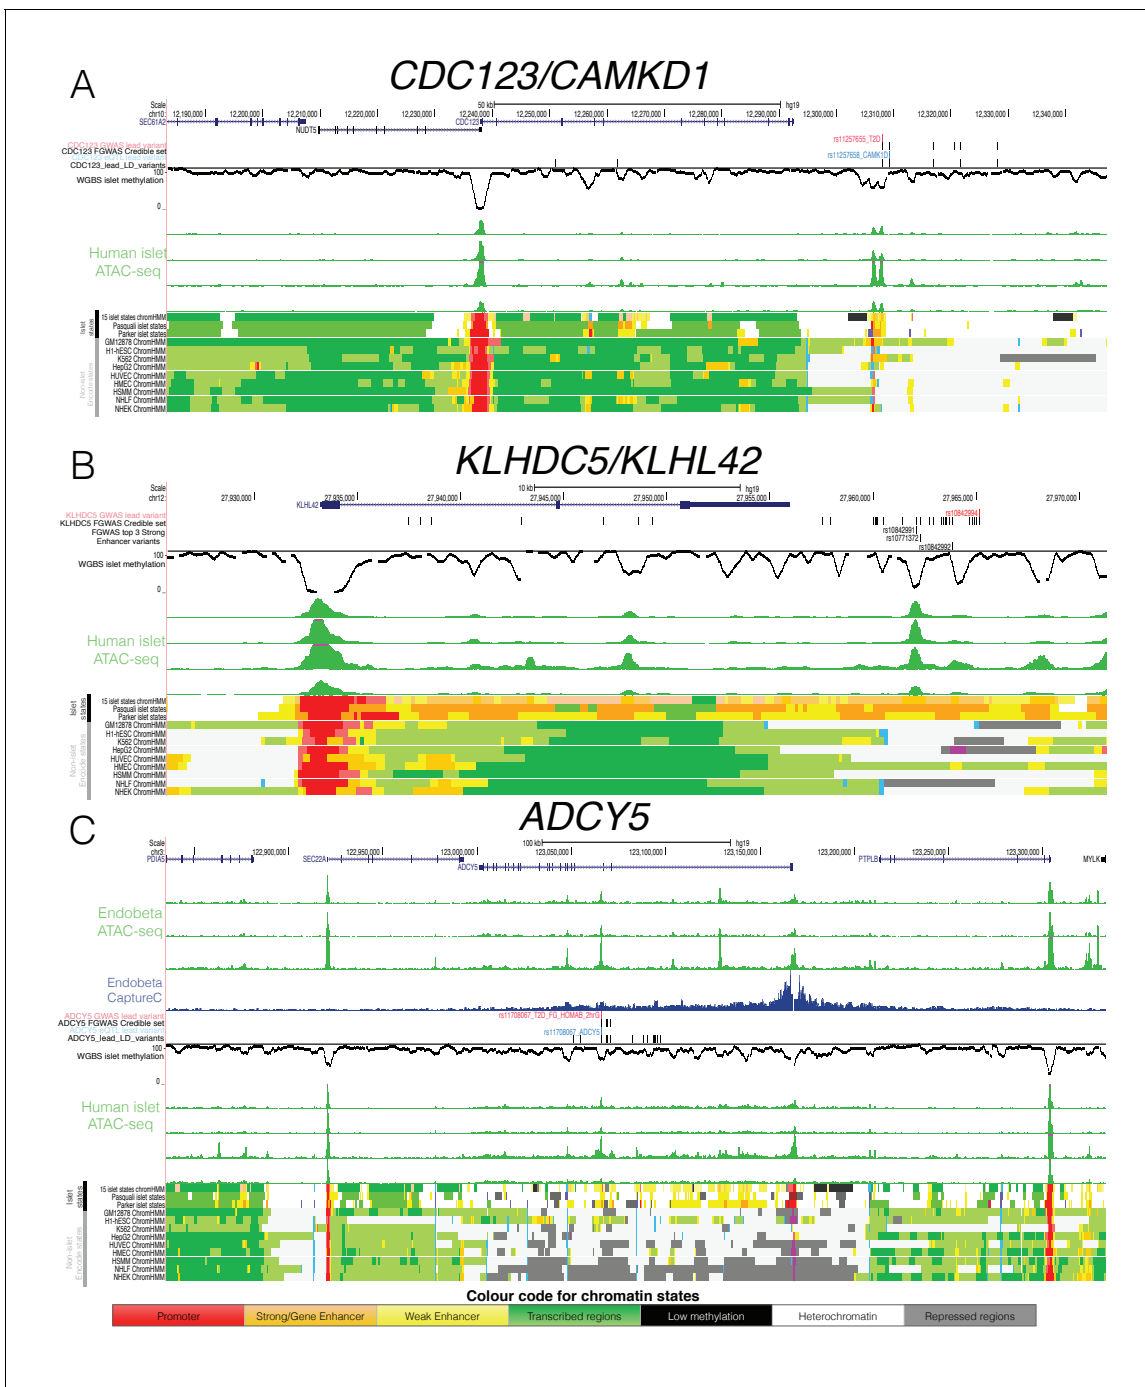 A
CDC123/CAMKD1
Scale
50 kb
hg19
chr10:
12,190,000
12,200,000
12,210,000
12,220,000
12,230,000
12,240,000
12,250,000
12,260,000
12,270,000
12,280,000
12,290,000
12,300,000
12,310,000
12,320,000
12,330,000
12,340,000
SEC61A2
NUDT5
CDC123
CDC123 GWAS lead variant
rs11257655_T2D
CDC123 FGWAS Credible set
CDC123 eQTL lead variant
rs11257658_CAMK1D
CDC123_lead_LD_variants
100
WGBS islet methylation
0
Human islet
ATAC-seq
Islet
states
15 islet states chromHMM
Pasquali islet states
Parker islet states
Non-islet
Encode states
GM12878 ChromHMM
H1-hESC ChromHMM
K562 ChromHMM
HepG2 ChromHMM
HUVEC ChromHMM
HMEC ChromHMM
HSMM ChromHMM
NHLF ChromHMM
NHEK ChromHMM
B
KLHDC5/KLHL42
Scale
10 kb
hg19
chr12:
27,930,000
27,935,000
27,940,000
27,945,000
27,950,000
27,955,000
27,960,000
27,965,000
27,970,000
KLHL42
KLHDC5 GWAS lead variant
rs10842994
KLHDC5 FGWAS Credible set
FGWAS top 3 Strong
Enhancer variants
rs10842991
rs10771372
rs10842992
100
WGBS islet methylation
0
Human islet
ATAC-seq
Islet
states
15 islet states chromHMM
Pasquali islet states
Parker islet states
Non-islet
Encode states
GM12878 ChromHMM
H1-hESC ChromHMM
K562 ChromHMM
HepG2 ChromHMM
HUVEC ChromHMM
HMEC ChromHMM
HSMM ChromHMM
NHLF ChromHMM
NHEK ChromHMM
C
ADCY5
Scale
100 kb
hg19
chr3:
122,900,000
122,950,000
123,000,000
123,050,000
123,100,000
123,150,000
123,200,000
123,250,000
123,300,000
PDIA5
SEC22A
ADCY5
PTPLB
MYLK
Endobeta
ATAC-seq
Endobeta
CaptureC
ADCY5 GWAS lead variant
rs11708067_T2D_FG_HOMAB_2hrG
ADCY5 FGWAS Credible set
ADCY5 eQTL lead variant
rs11708067_ADCY5
ADCY5_lead_LD_variants
100
WGBS islet methylation
0
Human islet
ATAC-seq
Islet
states
15 islet states chromHMM
Pasquali islet states
Parker islet states
Non-islet
Encode states
GM12878 ChromHMM
H1-hESC ChromHMM
K562 ChromHMM
HepG2 ChromHMM
HUVEC ChromHMM
HMEC ChromHMM
HSMM ChromHMM
NHLF ChromHMM
NHEK ChromHMM
Colour code for chromatin states
Promoter
Strong/Gene Enhancer
Weak Enhancer
Transcribed regions
Low methylation
Heterochromatin
Repressed regions